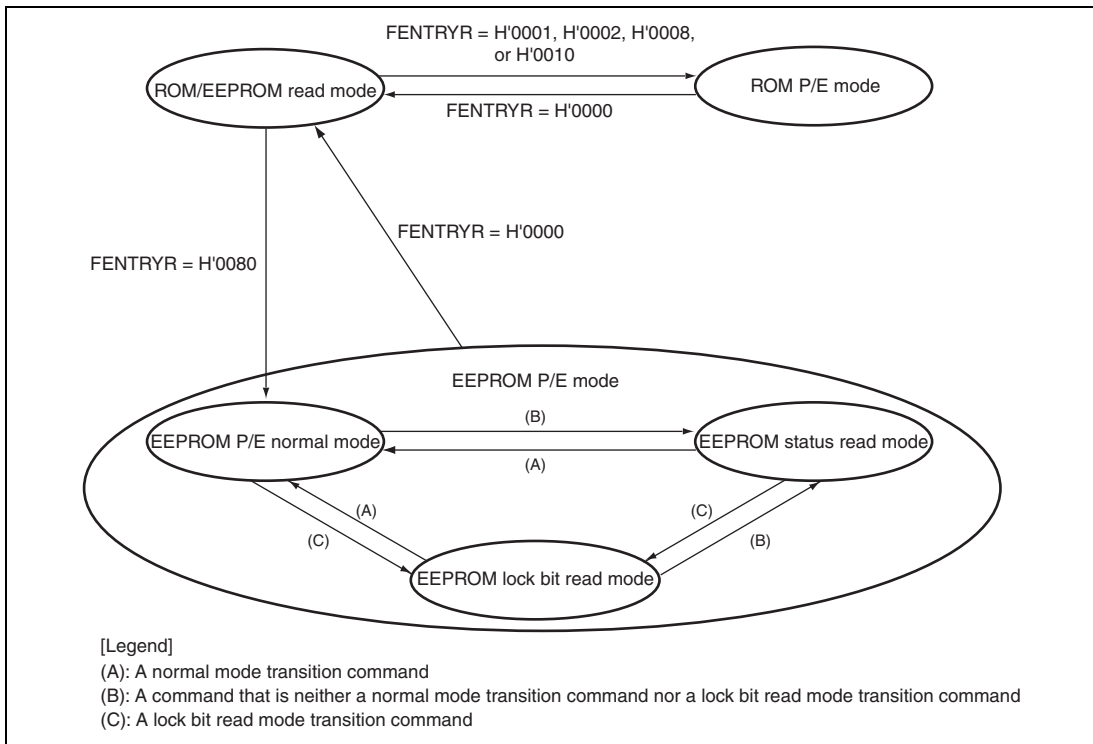 FENTRYR = H'0001, H'0002, H'0008,
or H'0010
ROM/EEPROM read mode
ROM P/E mode
FENTRYR = H'0000
FENTRYR = H'0000
FENTRYR = H'0080
EEPROM P/E mode
(B)
EEPROM P/E normal mode
EEPROM status read mode
(A)
(A)
(C)
(C)
(B)
EEPROM lock bit read mode
[Legend]
(A): A normal mode transition command
(B): A command that is neither a normal mode transition command nor a lock bit read mode transition command
(C): A lock bit read mode transition command